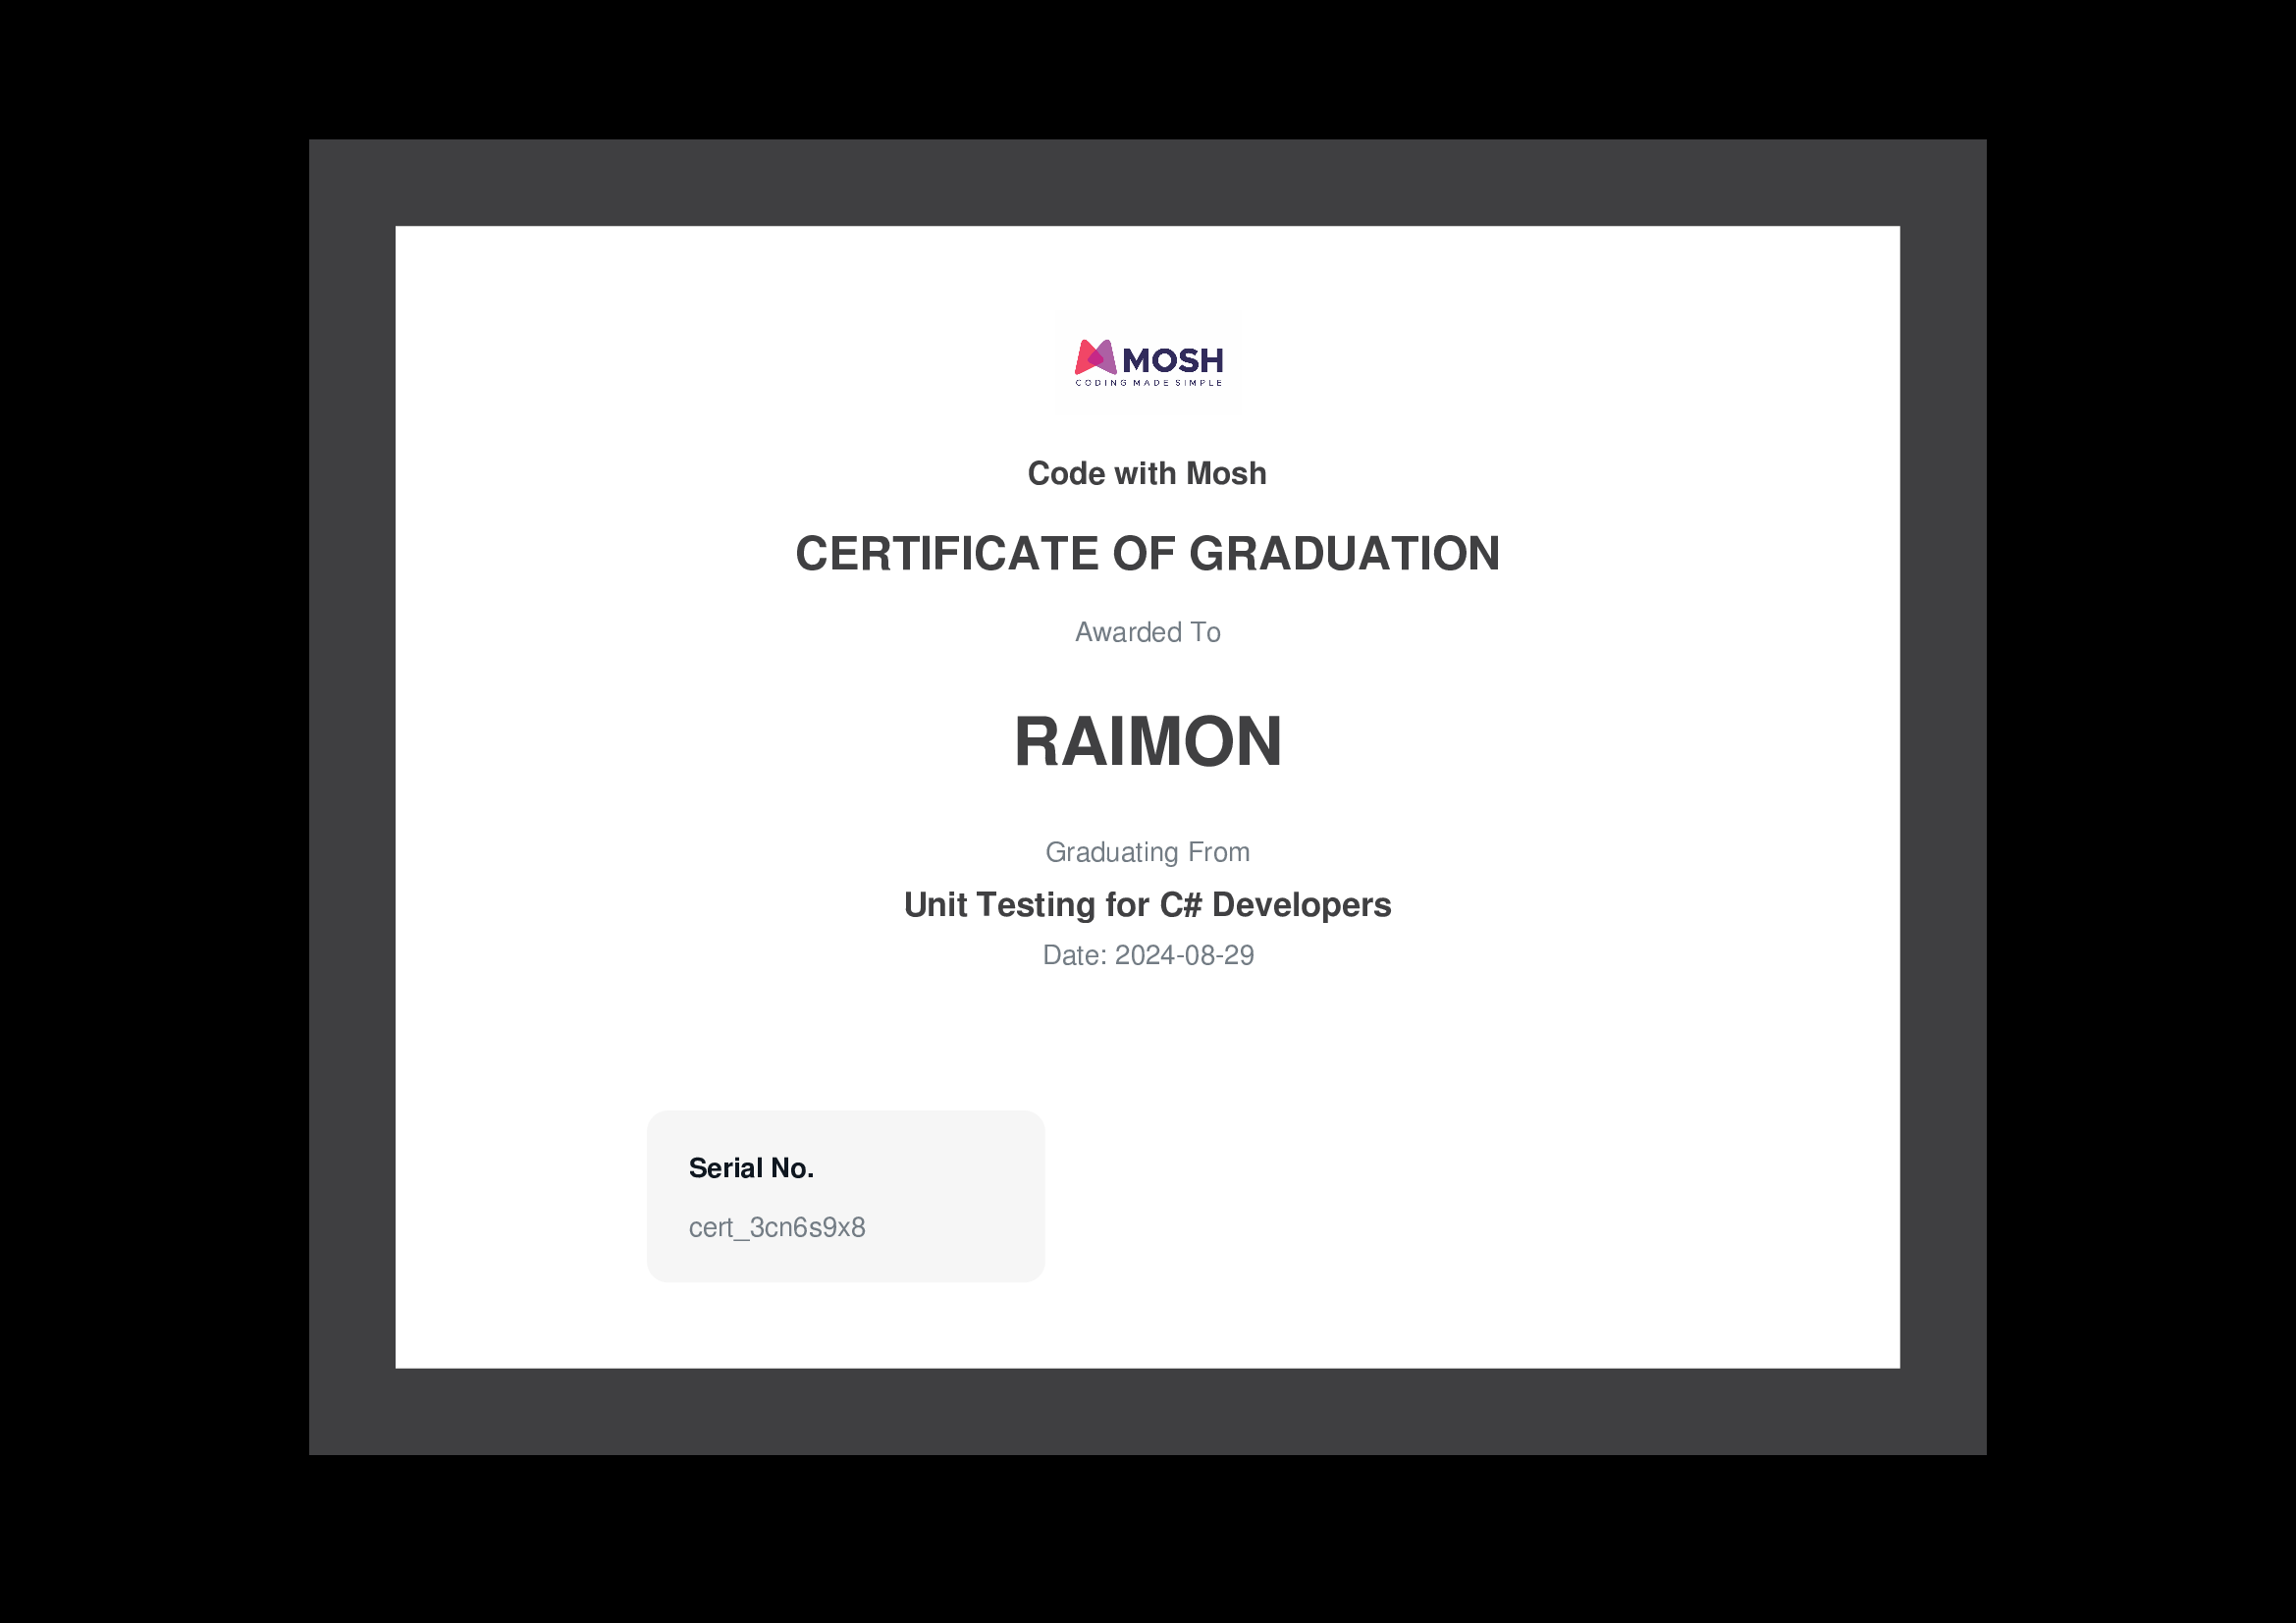 MOSH
CODING MADE SIMPLE
Code with Mosh
CERTIFICATE OF GRADUATION
Awarded To
RAIMON
Graduating From
Unit Testing for C# Developers
Date: 2024-08-29
Serial No.
cert_3cn6s9x8